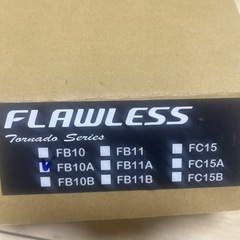 FLAWLESS
Tornado Series
FB10 FB11 FC15
FB10A FB11A FC15A
FB10B FB11B FC15B